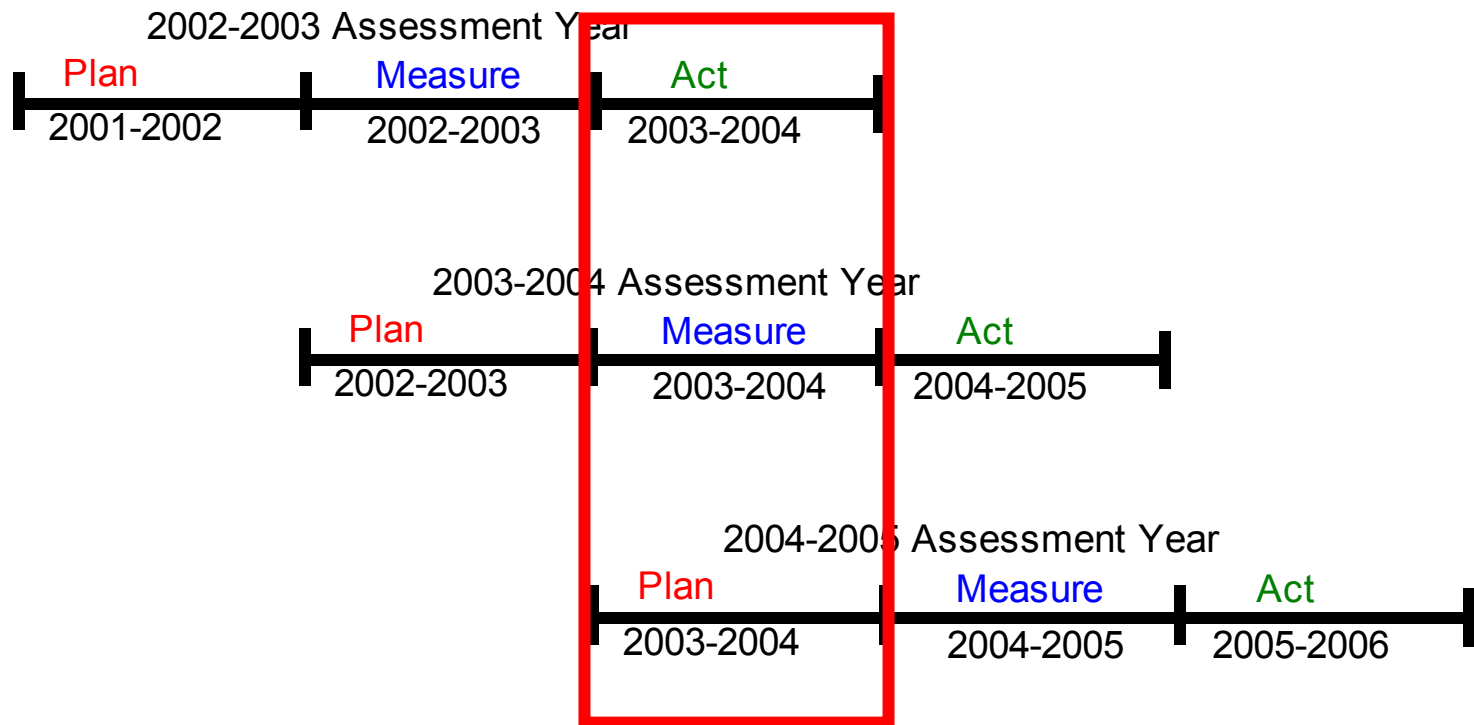 2002-2003 Assessment Year
Plan Measure Act
2001-2002 2002-2003 2003-2004
2003-2004 Assessment Year
Plan Measure Act
2002-2003 2003-2004 2004-2005
2004-2005 Assessment Year
Plan Measure Act
2003-2004 2004-2005 2005-2006